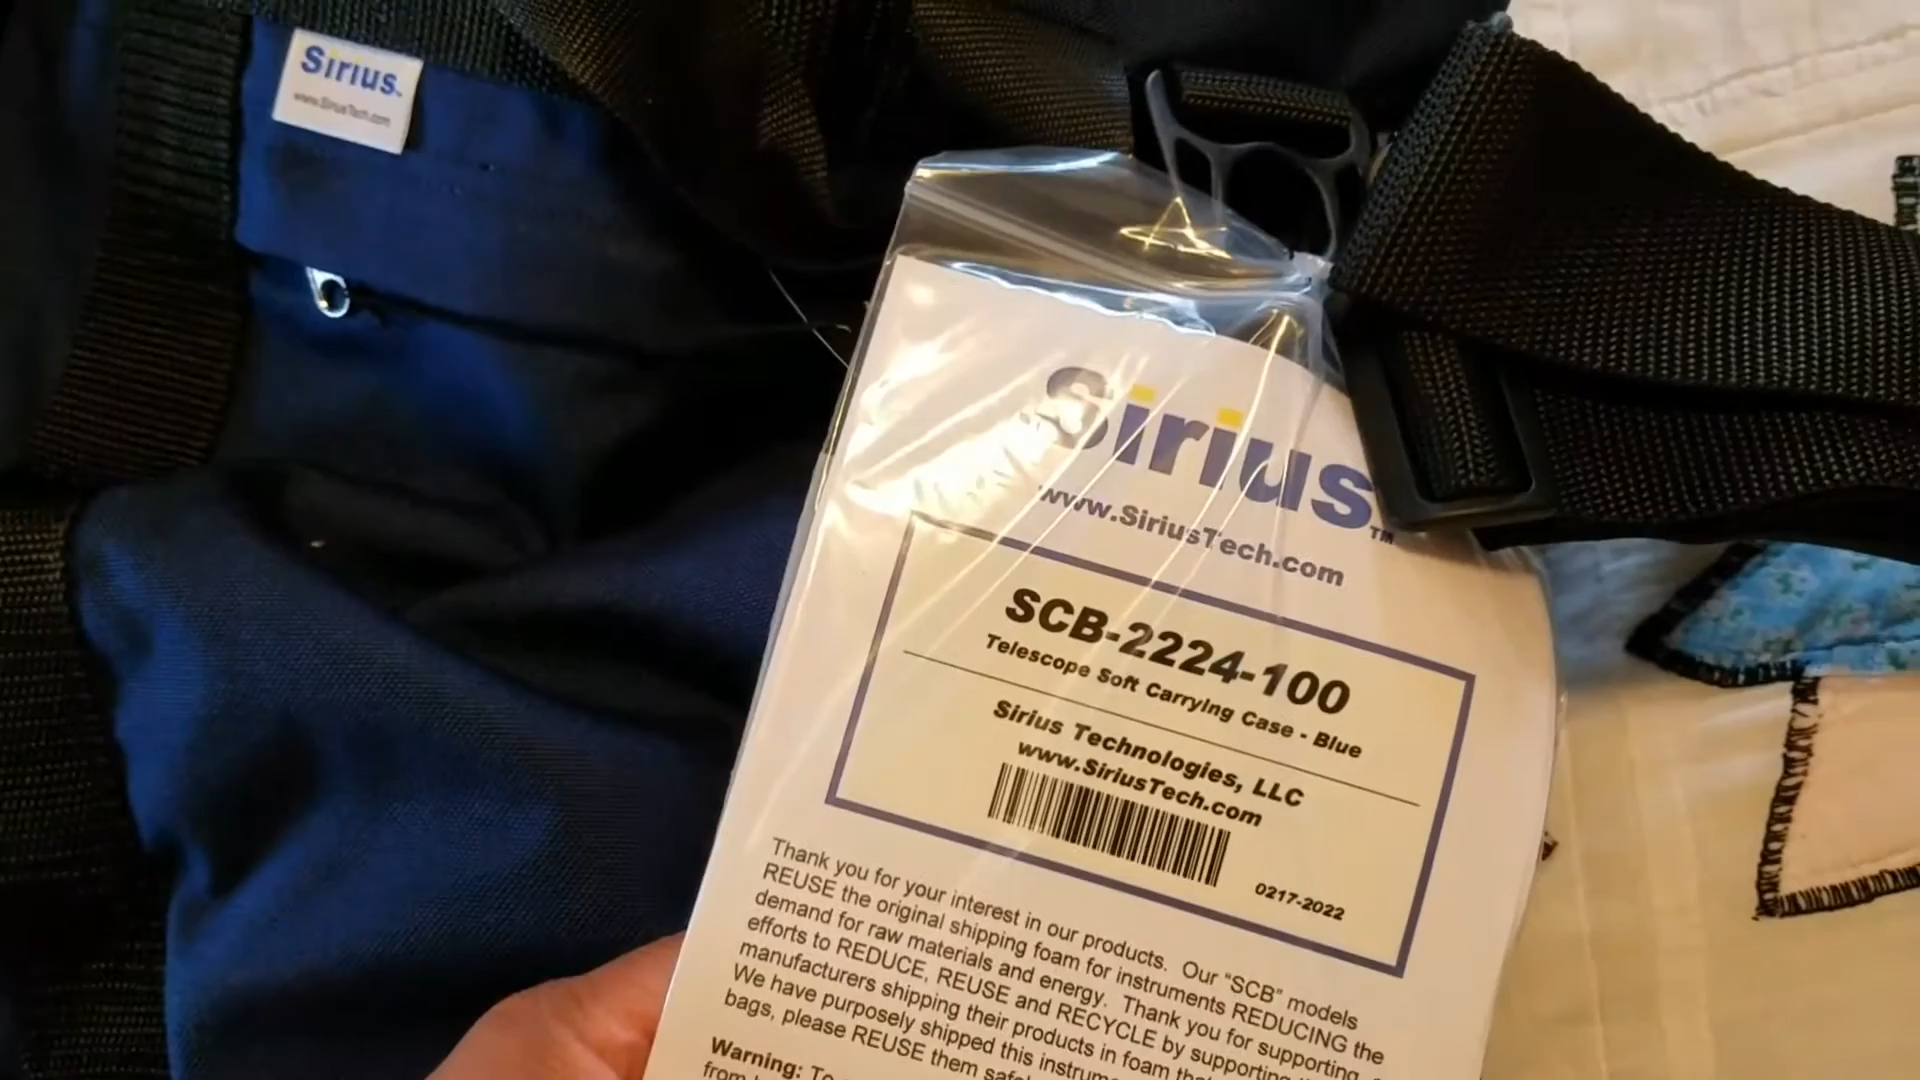 Sirius™
www.SiriusTech.com
Sirius™
www.SiriusTech.com
SCB-2224-100
Telescope Soft Carrying Case - Blue
Sirius Technologies, LLC
www.SiriusTech.com
0217-2022
Thank you for your interest in our products. Our “SCB” models
REUSE the original shipping foam for instruments REDUCING the
demand for raw materials and energy. Thank you for supporting
efforts to REDUCE, REUSE and RECYCLE by supporting
manufacturers shipping their products in foam
We have purposely shipped this
bags, please REUSE them
Warning: To
from